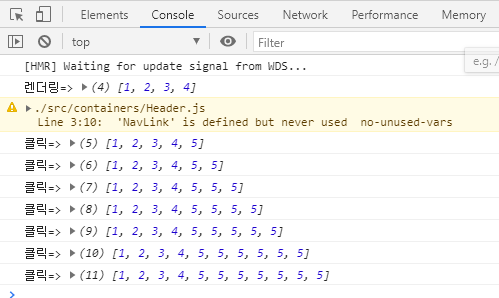 Elements Console Sources Network Performance Memory
top Filter
e.g. /
[HMR] Waiting for update signal from WDS...
렌더링=> ▶(4) [1, 2, 3, 4]
▶./src/containers/Header.js
Line 3:10: 'NavLink' is defined but never used no-unused-vars
클릭=> ▶(5) [1, 2, 3, 4, 5]
클릭=> ▶(6) [1, 2, 3, 4, 5, 5]
클릭=> ▶(7) [1, 2, 3, 4, 5, 5, 5]
클릭=> ▶(8) [1, 2, 3, 4, 5, 5, 5, 5]
클릭=> ▶(9) [1, 2, 3, 4, 5, 5, 5, 5, 5]
클릭=> ▶(10) [1, 2, 3, 4, 5, 5, 5, 5, 5, 5]
클릭=> ▶(11) [1, 2, 3, 4, 5, 5, 5, 5, 5, 5, 5]